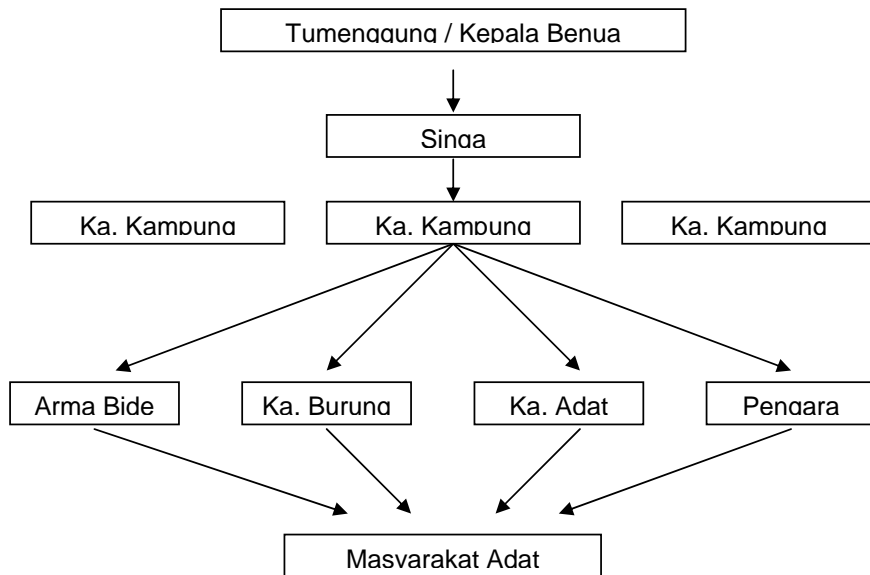 Tumenggung / Kepala Benua
Singa
Ka. Kampung
Ka. Kampung
Ka. Kampung
Arma Bide
Ka. Burung
Ka. Adat
Pengara
Masyarakat Adat